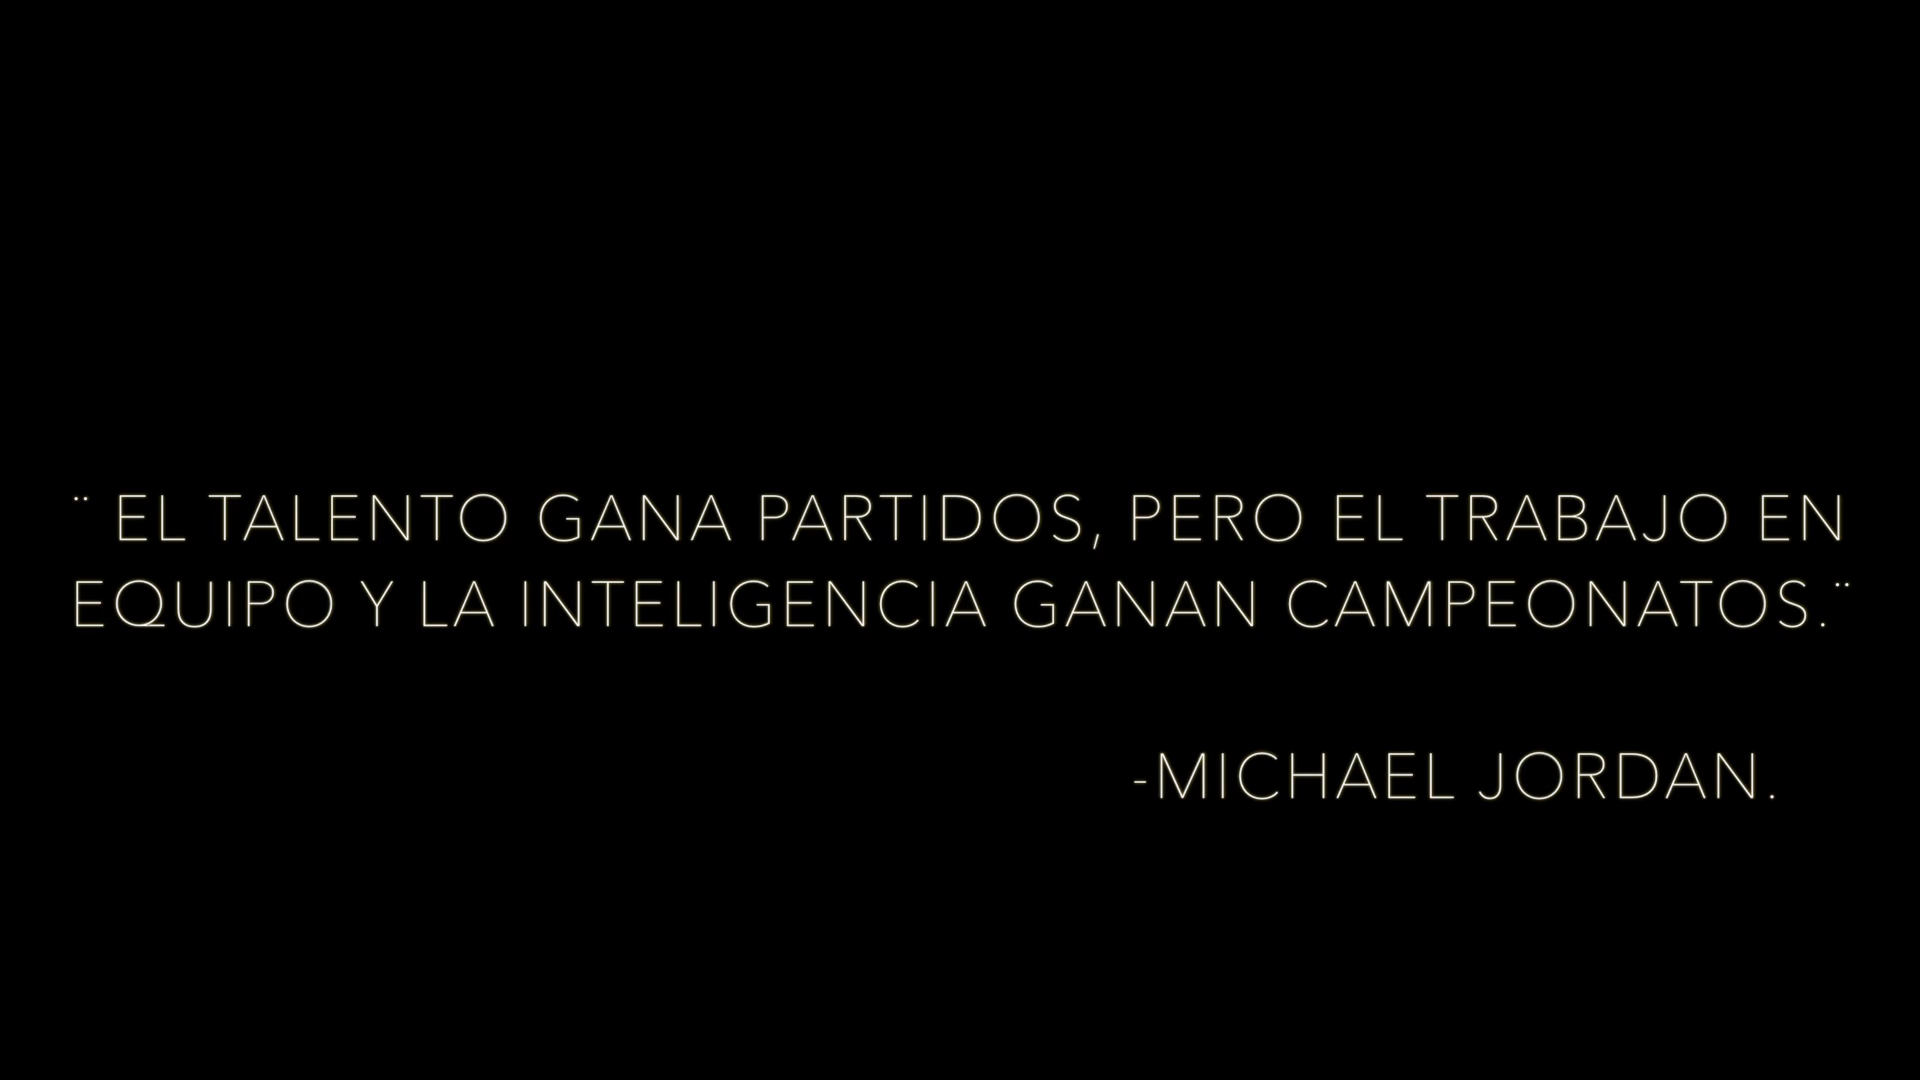 ¨ EL TALENTO GANA PARTIDOS, PERO EL TRABAJO EN
EQUIPO Y LA INTELIGENCIA GANAN CAMPEONATOS.¨
-MICHAEL JORDAN.